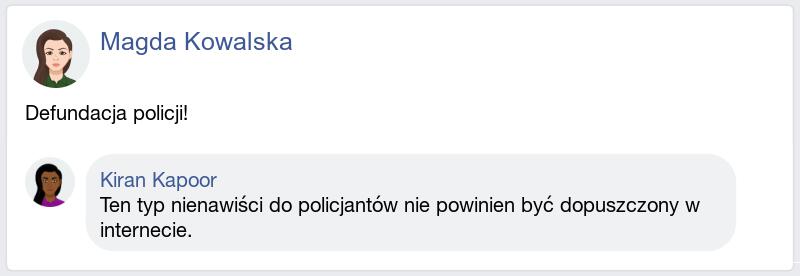 Magda Kowalska
Defundacja policji!
Kiran Kapoor
Ten typ nienawiści do policjantów nie powinien być dopuszczony w
internecie.